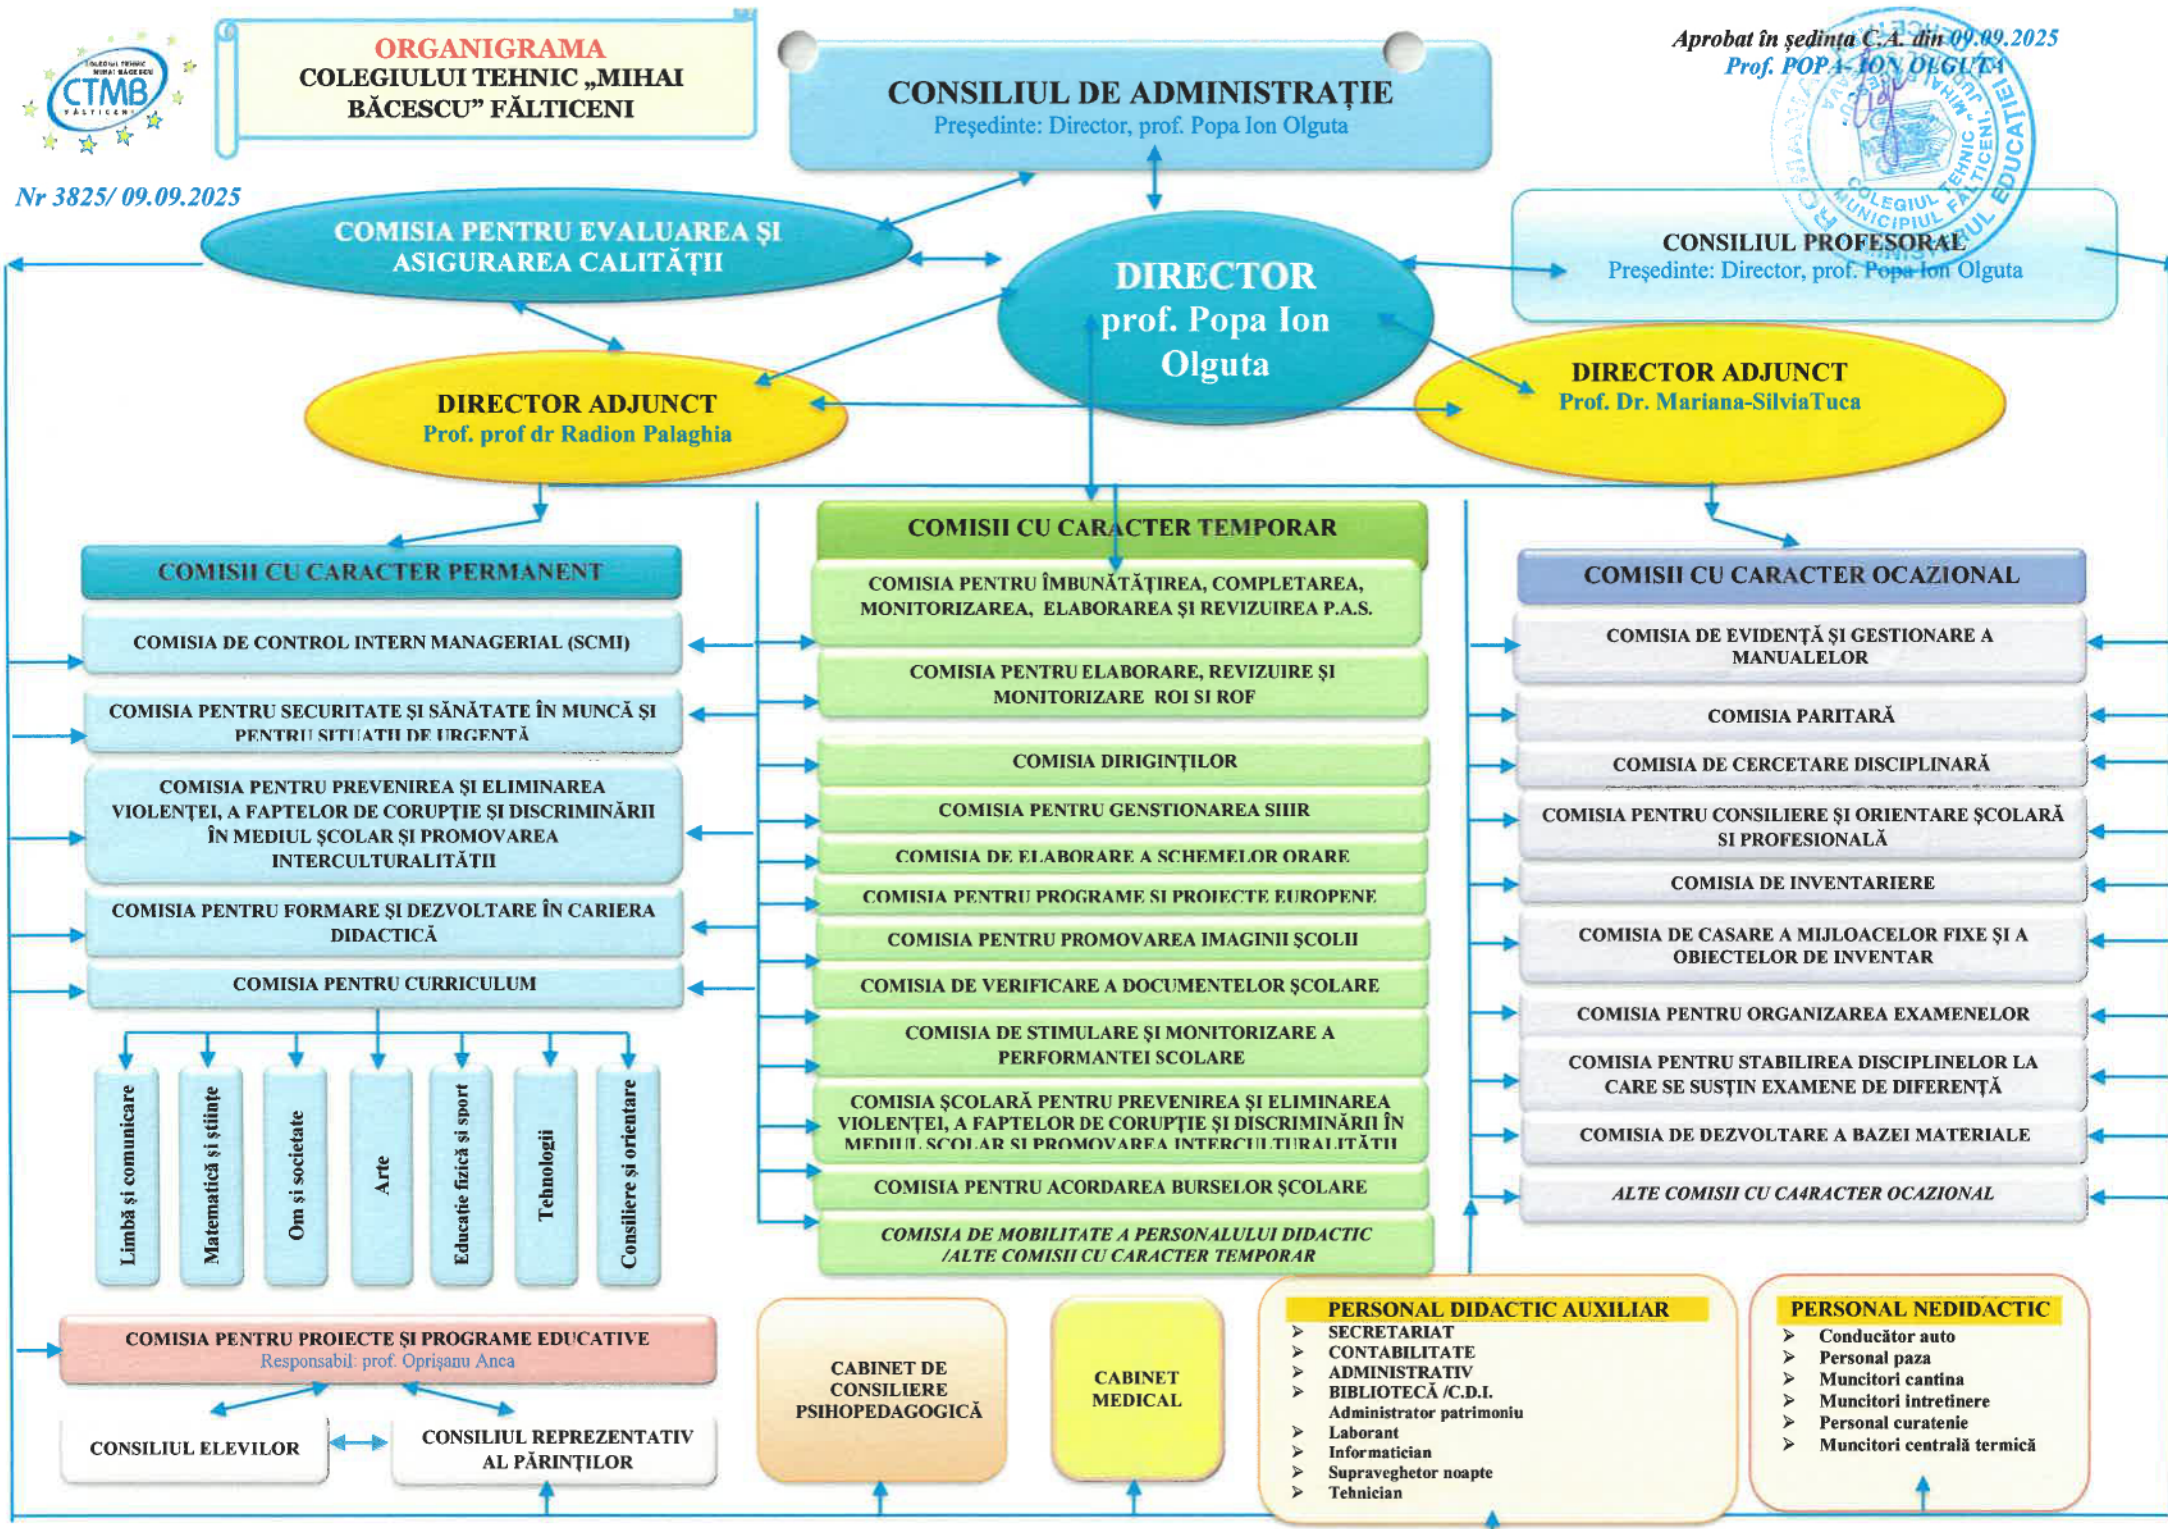 COLEGIUL TEHNIC
MIHAI BĂCESCU
CTMB
FĂLTICENI
ORGANIGRAMA
COLEGIULUI TEHNIC „MIHAI
BĂCESCU” FĂLTICENI
Nr 3825/ 09.09.2025
CONSILIUL DE ADMINISTRAȚIE
Președinte: Director, prof. Popa Ion Olguta
Aprobat în ședința C.A. din 09.09.2025
Prof. POPA- ION OLGUTA
COLEGIUL TEHNIC „MIHAI
MUNICIPIUL FĂLTICENI,
EDUCAȚIEI
COMISIA PENTRU EVALUAREA ȘI
ASIGURAREA CALITĂȚII
DIRECTOR
prof. Popa Ion
Olguta
CONSILIUL PROFESORAL
Președinte: Director, prof. Popa Ion Olguta
DIRECTOR ADJUNCT
Prof. prof dr Radion Palaghia
DIRECTOR ADJUNCT
Prof. Dr. Mariana-SilviaTuca
COMISII CU CARACTER PERMANENT
COMISIA DE CONTROL INTERN MANAGERIAL (SCMI)
COMISIA PENTRU SECURITATE ȘI SĂNĂTATE ÎN MUNCĂ ȘI
PENTRU SITUATII DE URGENTĂ
COMISIA PENTRU PREVENIREA ȘI ELIMINAREA
VIOLENȚEI, A FAPTELOR DE CORUPȚIE ȘI DISCRIMINĂRII
ÎN MEDIUL ȘCOLAR ȘI PROMOVAREA
INTERCULTURALITĂTII
COMISIA PENTRU FORMARE ȘI DEZVOLTARE ÎN CARIERA
DIDACTICĂ
COMISIA PENTRU CURRICULUM
Limbă și comunicare
Matematică și științe
Om și societate
Arte
Educație fizică si sport
Tehnologii
Consiliere și orientare
COMISII CU CARACTER TEMPORAR
COMISIA PENTRU ÎMBUNĂTĂȚIREA, COMPLETAREA,
MONITORIZAREA, ELABORAREA ȘI REVIZUIREA P.A.S.
COMISIA PENTRU ELABORARE, REVIZUIRE ȘI
MONITORIZARE ROI SI ROF
COMISIA DIRIGINȚILOR
COMISIA PENTRU GENSTIONAREA SIIIR
COMISIA DE ELABORARE A SCHEMELOR ORARE
COMISIA PENTRU PROGRAME SI PROIECTE EUROPENE
COMISIA PENTRU PROMOVAREA IMAGINII ȘCOLII
COMISIA DE VERIFICARE A DOCUMENTELOR ȘCOLARE
COMISIA DE STIMULARE ȘI MONITORIZARE A
PERFORMANTEI SCOLARE
COMISIA ȘCOLARĂ PENTRU PREVENIREA ȘI ELIMINAREA
VIOLENȚEI, A FAPTELOR DE CORUPȚIE ȘI DISCRIMINĂRII ÎN
MEDIUL SCOLAR SI PROMOVAREA INTERCULTURALITĂTII
COMISIA PENTRU ACORDAREA BURSELOR ȘCOLARE
COMISIA DE MOBILITATE A PERSONALULUI DIDACTIC
/ALTE COMISII CU CARACTER TEMPORAR
COMISII CU CARACTER OCAZIONAL
COMISIA DE EVIDENȚĂ ȘI GESTIONARE A
MANUALELOR
COMISIA PARITARĂ
COMISIA DE CERCETARE DISCIPLINARĂ
COMISIA PENTRU CONSILIERE ȘI ORIENTARE ȘCOLARĂ
SI PROFESIONALĂ
COMISIA DE INVENTARIERE
COMISIA DE CASARE A MIJLOACELOR FIXE ȘI A
OBIECTELOR DE INVENTAR
COMISIA PENTRU ORGANIZAREA EXAMENELOR
COMISIA PENTRU STABILIREA DISCIPLINELOR LA
CARE SE SUSȚIN EXAMENE DE DIFERENȚĂ
COMISIA DE DEZVOLTARE A BAZEI MATERIALE
ALTE COMISII CU CA4RACTER OCAZIONAL
COMISIA PENTRU PROIECTE ȘI PROGRAME EDUCATIVE
Responsabil: prof. Oprișanu Anca
CONSILIUL ELEVILOR
CONSILIUL REPREZENTATIV
AL PĂRINȚILOR
CABINET DE
CONSILIERE
PSIHOPEDAGOGICĂ
CABINET
MEDICAL
PERSONAL DIDACTIC AUXILIAR
➢ SECRETARIAT
➢ CONTABILITATE
➢ ADMINISTRATIV
➢ BIBLIOTECĂ /C.D.I.
Administrator patrimoniu
➢ Laborant
➢ Informatician
➢ Supraveghetor noapte
➢ Tehnician
PERSONAL NEDIDACTIC
➢ Conducător auto
➢ Personal paza
➢ Muncitori cantina
➢ Muncitori intretinere
➢ Personal curatenie
➢ Muncitori centrală termică